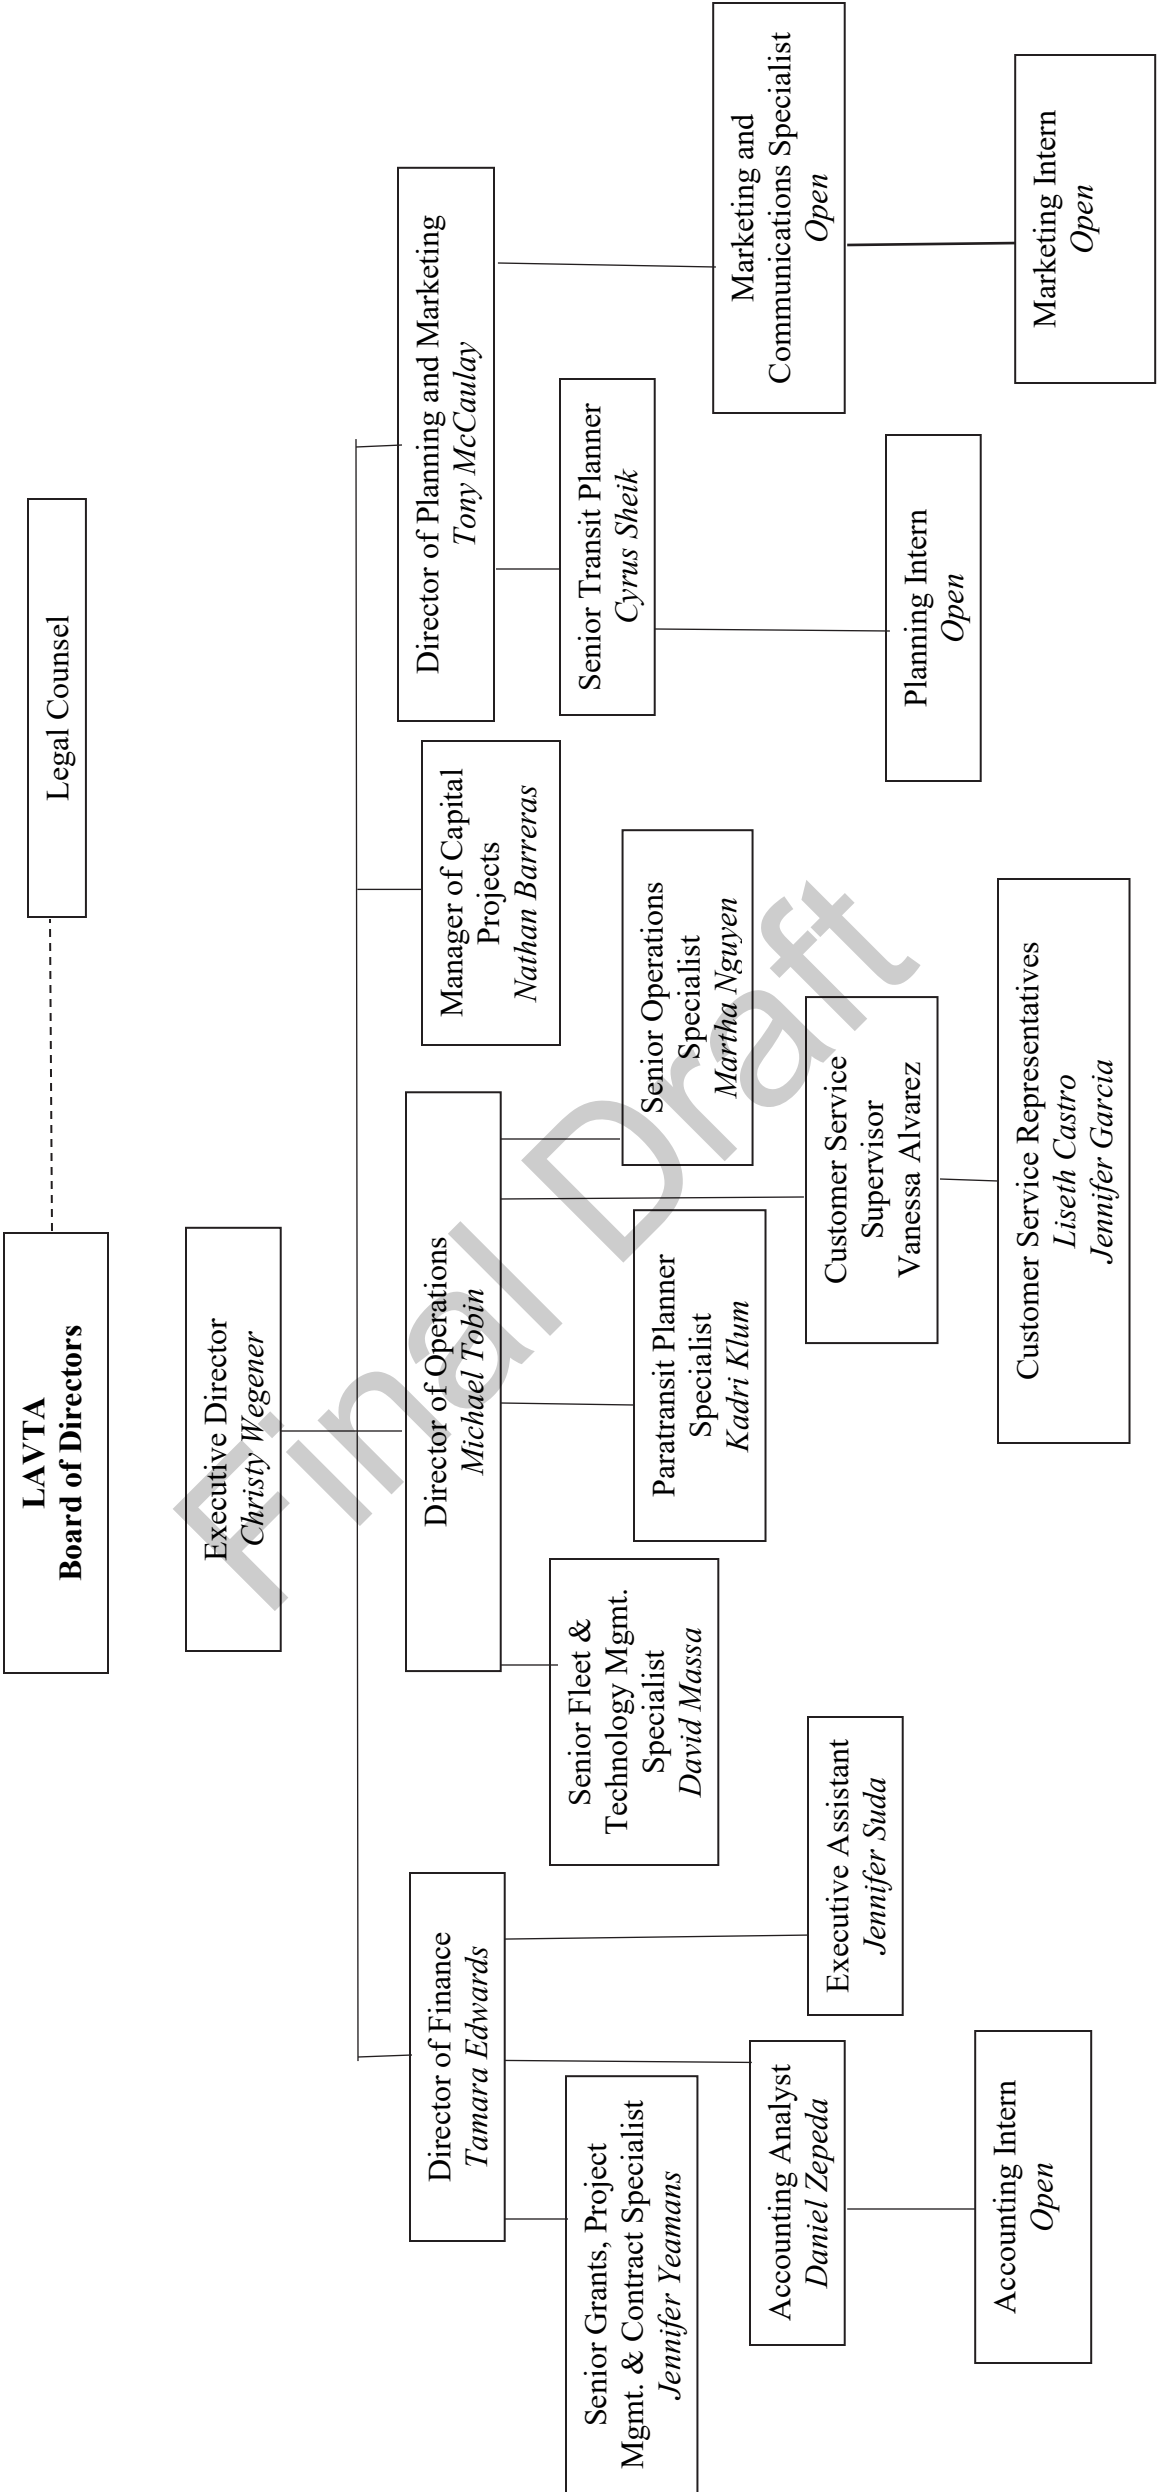 LAVTA
Board of Directors
Legal Counsel
Executive Director
Christy Wegener
Director of Finance
Tamara Edwards
Director of Operations
Michael Tobin
Manager of Capital
Projects
Nathan Barreras
Director of Planning and Marketing
Tony McCaulay
Senior Grants, Project
Mgmt. & Contract Specialist
Jennifer Yeamans
Senior Fleet &
Technology Mgmt.
Specialist
David Massa
Paratransit Planner
Specialist
Kadri Klum
Senior Operations
Specialist
Martha Nguyen
Senior Transit Planner
Cyrus Sheik
Marketing and
Communications Specialist
Open
Accounting Analyst
Daniel Zepeda
Executive Assistant
Jennifer Suda
Customer Service
Supervisor
Vanessa Alvarez
Planning Intern
Open
Accounting Intern
Open
Customer Service Representatives
Liseth Castro
Jennifer Garcia
Marketing Intern
Open
Final Draft